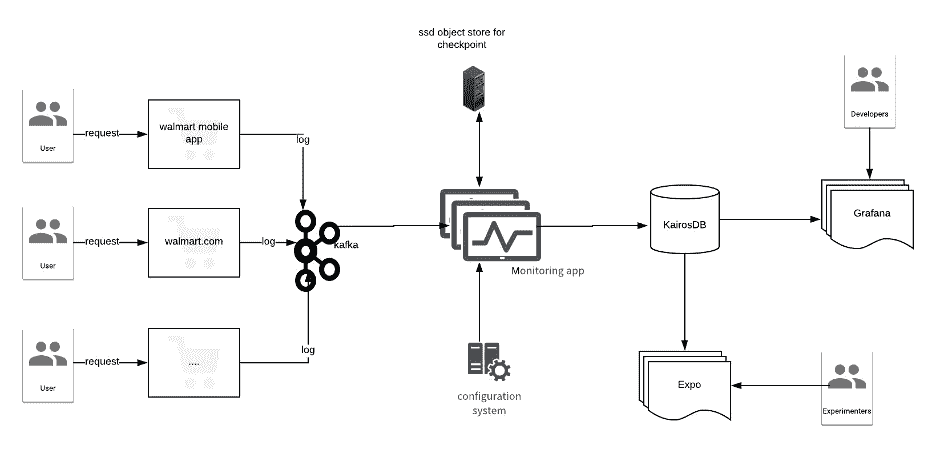 ssd object store for
checkpoint
User
request
walmart mobile
app
log
Developers
User
request
walmart.com
log
kafka
Monitoring app
KairosDB
Grafana
User
request
....
log
configuration
system
Expo
Experimenters